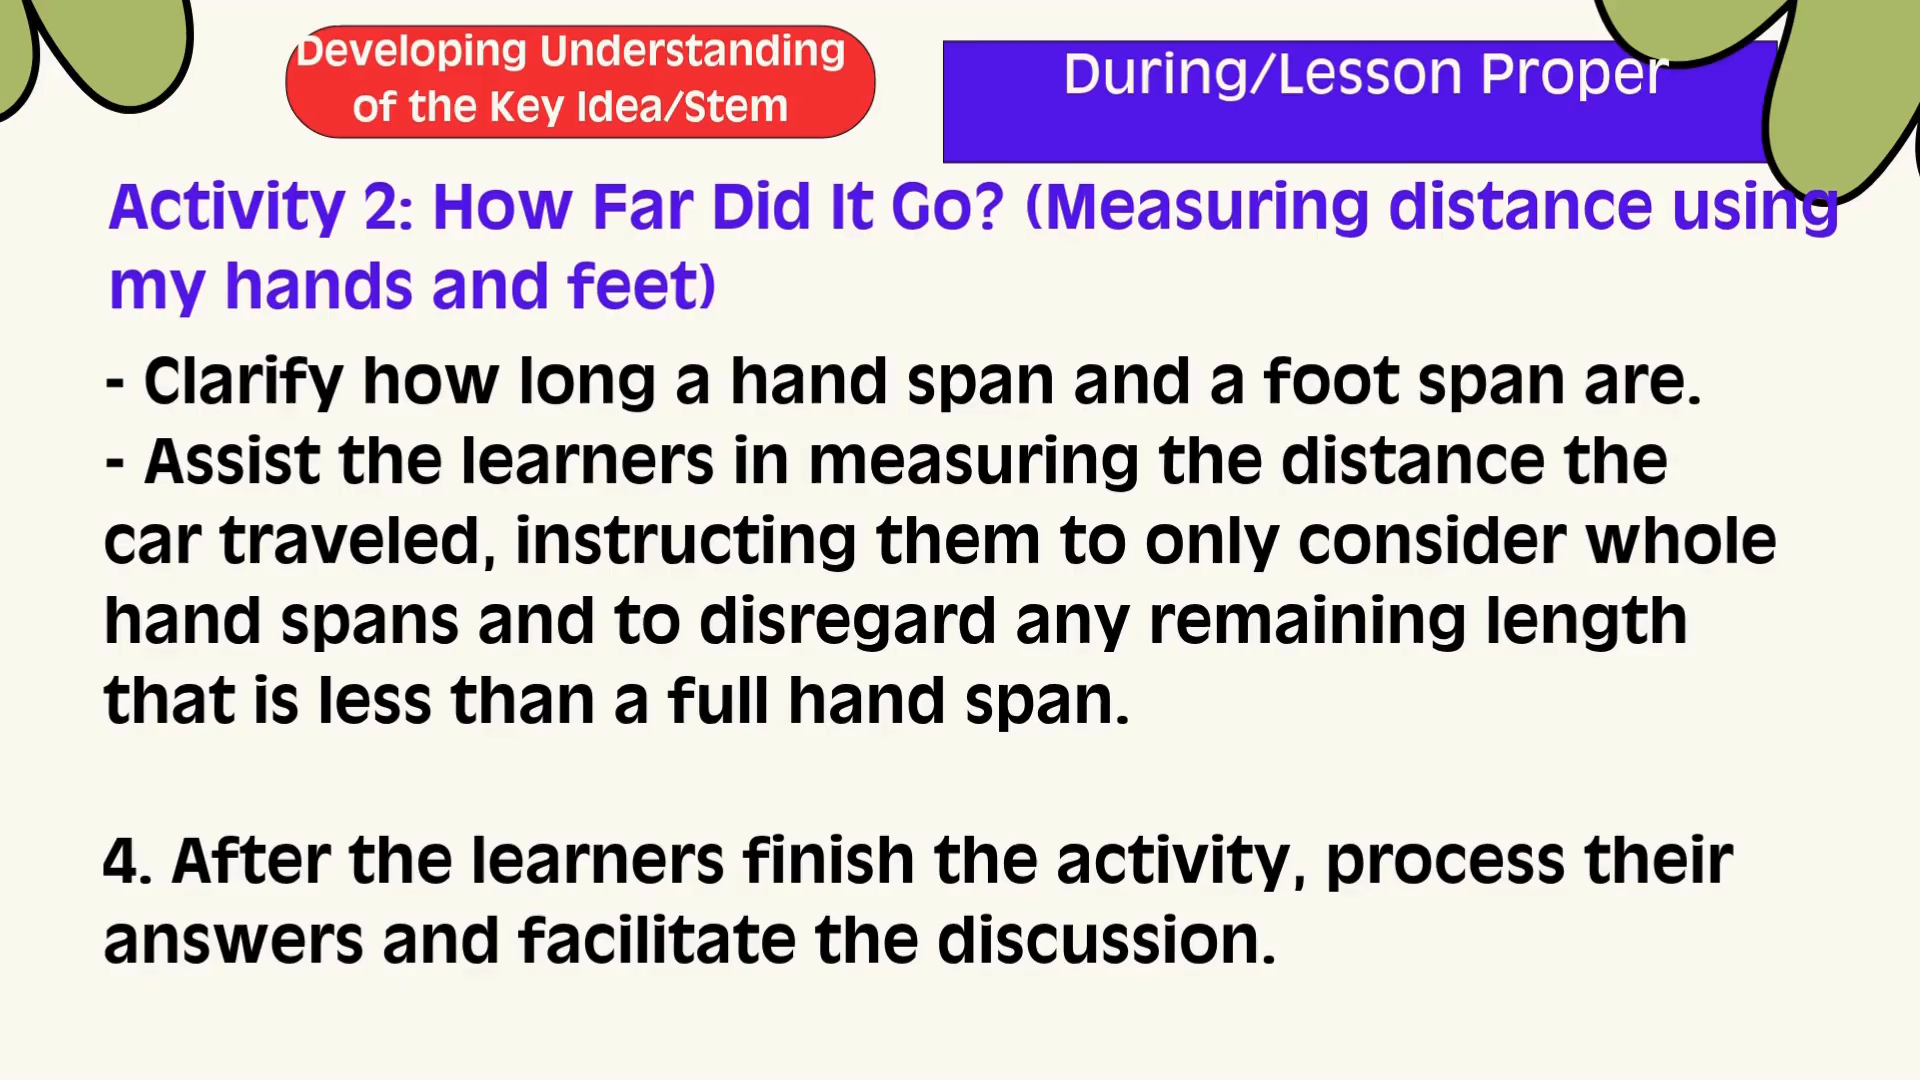 Developing Understanding
of the Key Idea/Stem
During/Lesson Proper
Activity 2: How Far Did It Go? (Measuring distance using
my hands and feet)
- Clarify how long a hand span and a foot span are.
- Assist the learners in measuring the distance the
car traveled, instructing them to only consider whole
hand spans and to disregard any remaining length
that is less than a full hand span.
4. After the learners finish the activity, process their
answers and facilitate the discussion.